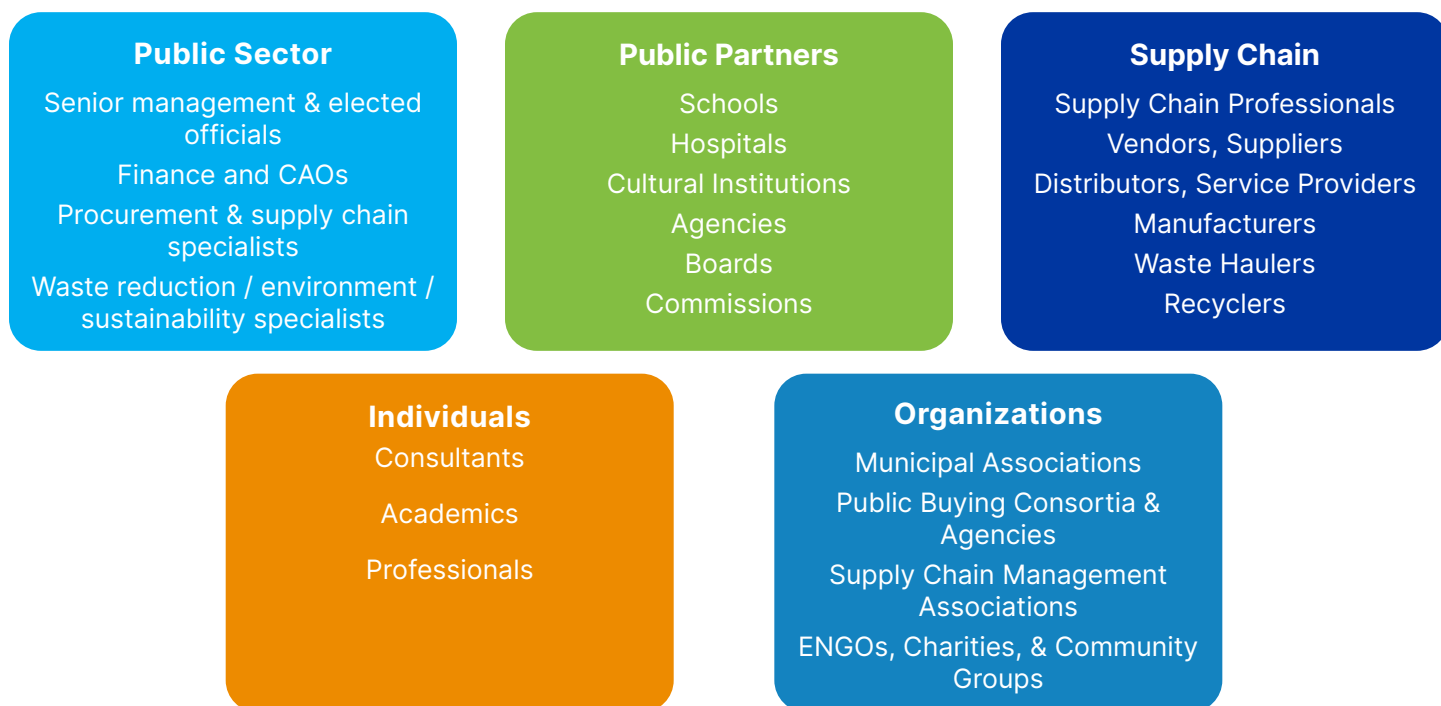 Public Sector
Senior management & elected
officials
Finance and CAOs
Procurement & supply chain
specialists
Waste reduction / environment /
sustainability specialists
Public Partners
Schools
Hospitals
Cultural Institutions
Agencies
Boards
Commissions
Supply Chain
Supply Chain Professionals
Vendors, Suppliers
Distributors, Service Providers
Manufacturers
Waste Haulers
Recyclers
Individuals
Consultants
Academics
Professionals
Organizations
Municipal Associations
Public Buying Consortia &
Agencies
Supply Chain Management
Associations
ENGOs, Charities, & Community
Groups